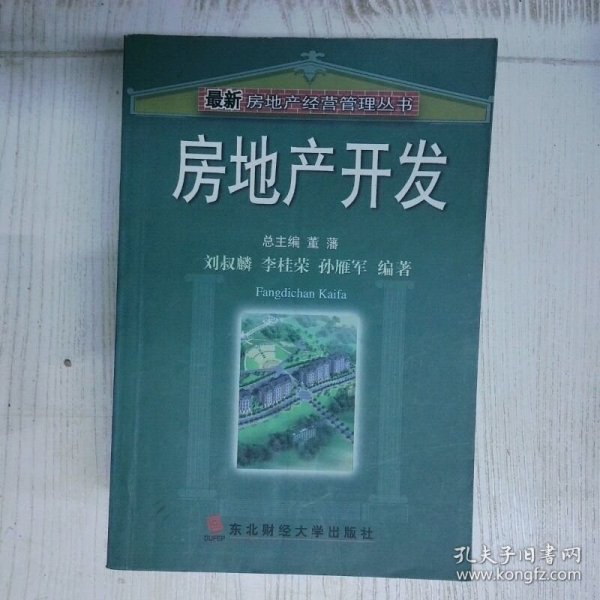 最新 房地产经营管理丛书
房地产开发
总主编 董 藩
刘叔麟 李桂荣 孙雁军 编著
Fangdichan Kaifa
DUFEP 东北财经大学出版社
孔夫子旧书网
www.kongfz.com